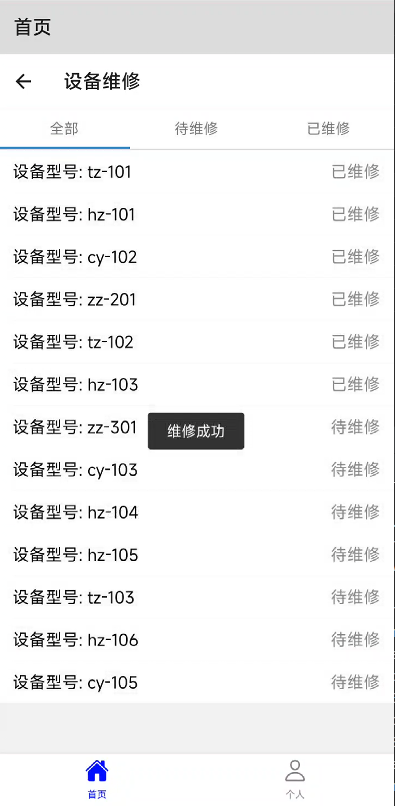 首页
设备维修
全部 待维修 已维修
设备型号: tz-101 已维修
设备型号: hz-101 已维修
设备型号: cy-102 已维修
设备型号: zz-201 已维修
设备型号: tz-102 已维修
设备型号: hz-103 已维修
设备型号: zz-301 待维修
维修成功
设备型号: cy-103 待维修
设备型号: hz-104 待维修
设备型号: hz-105 待维修
设备型号: tz-103 待维修
设备型号: hz-106 待维修
设备型号: cy-105 待维修
首页 个人